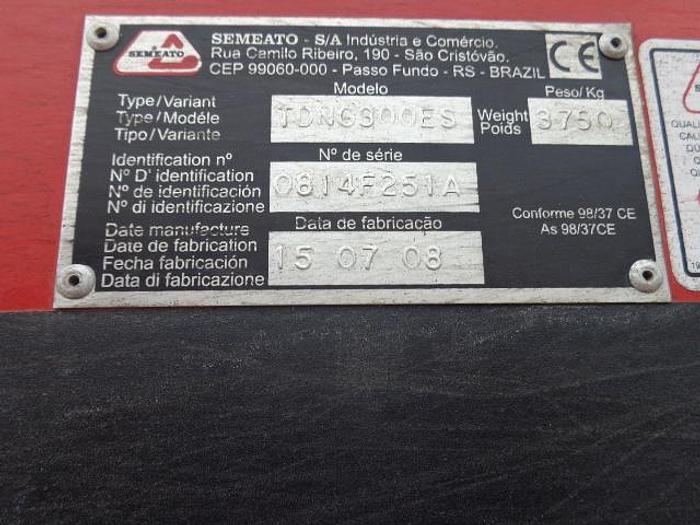 SEMEATO
SEMEATO - S/A Indústria e Comércio.
Rua Camilo Ribeiro, 190 - São Cristóvão.
CEP 99060-000 - Passo Fundo - RS - BRAZIL
CE
Modelo
Peso/Kg
Type/Variant
Type/Modéle
Tipo/Variante
TDNG300ES
Weight
Poids
3750
Nº de série
Identification nº
Nº D' identification
Nº de identificación
Nº di identificazione
0814F251A
Conforme 98/37 CE
As 98/37CE
Data de fabricação
Date manufacture
Date de fabrication
Fecha fabricación
Data di fabricazione
15 07 08